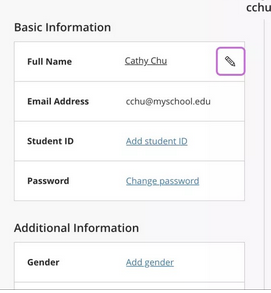 cchu
Basic Information
Full Name Cathy Chu
Email Address cchu@myschool.edu
Student ID Add student ID
Password Change password
Additional Information
Gender Add gender